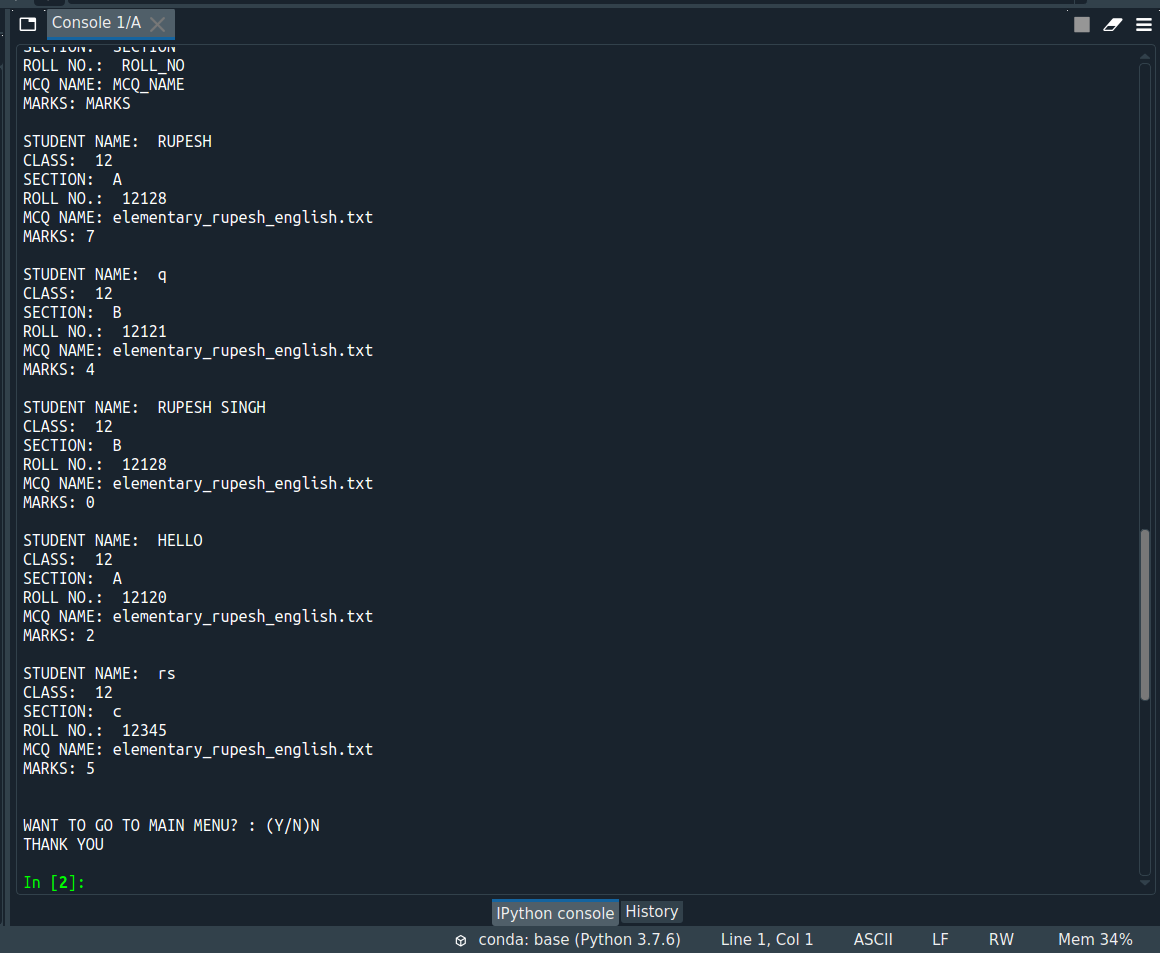 Console 1/A
SECTION:  SECTION
ROLL NO.:  ROLL_NO
MCQ NAME: MCQ_NAME
MARKS: MARKS
STUDENT NAME:  RUPESH
CLASS:  12
SECTION:  A
ROLL NO.:  12128
MCQ NAME: elementary_rupesh_english.txt
MARKS: 7
STUDENT NAME:  q
CLASS:  12
SECTION:  B
ROLL NO.:  12121
MCQ NAME: elementary_rupesh_english.txt
MARKS: 4
STUDENT NAME:  RUPESH SINGH
CLASS:  12
SECTION:  B
ROLL NO.:  12128
MCQ NAME: elementary_rupesh_english.txt
MARKS: 0
STUDENT NAME:  HELLO
CLASS:  12
SECTION:  A
ROLL NO.:  12120
MCQ NAME: elementary_rupesh_english.txt
MARKS: 2
STUDENT NAME:  rs
CLASS:  12
SECTION:  c
ROLL NO.:  12345
MCQ NAME: elementary_rupesh_english.txt
MARKS: 5
WANT TO GO TO MAIN MENU? : (Y/N)N
THANK YOU
In [2]:
IPython console History
conda: base (Python 3.7.6) Line 1, Col 1 ASCII LF RW Mem 34%